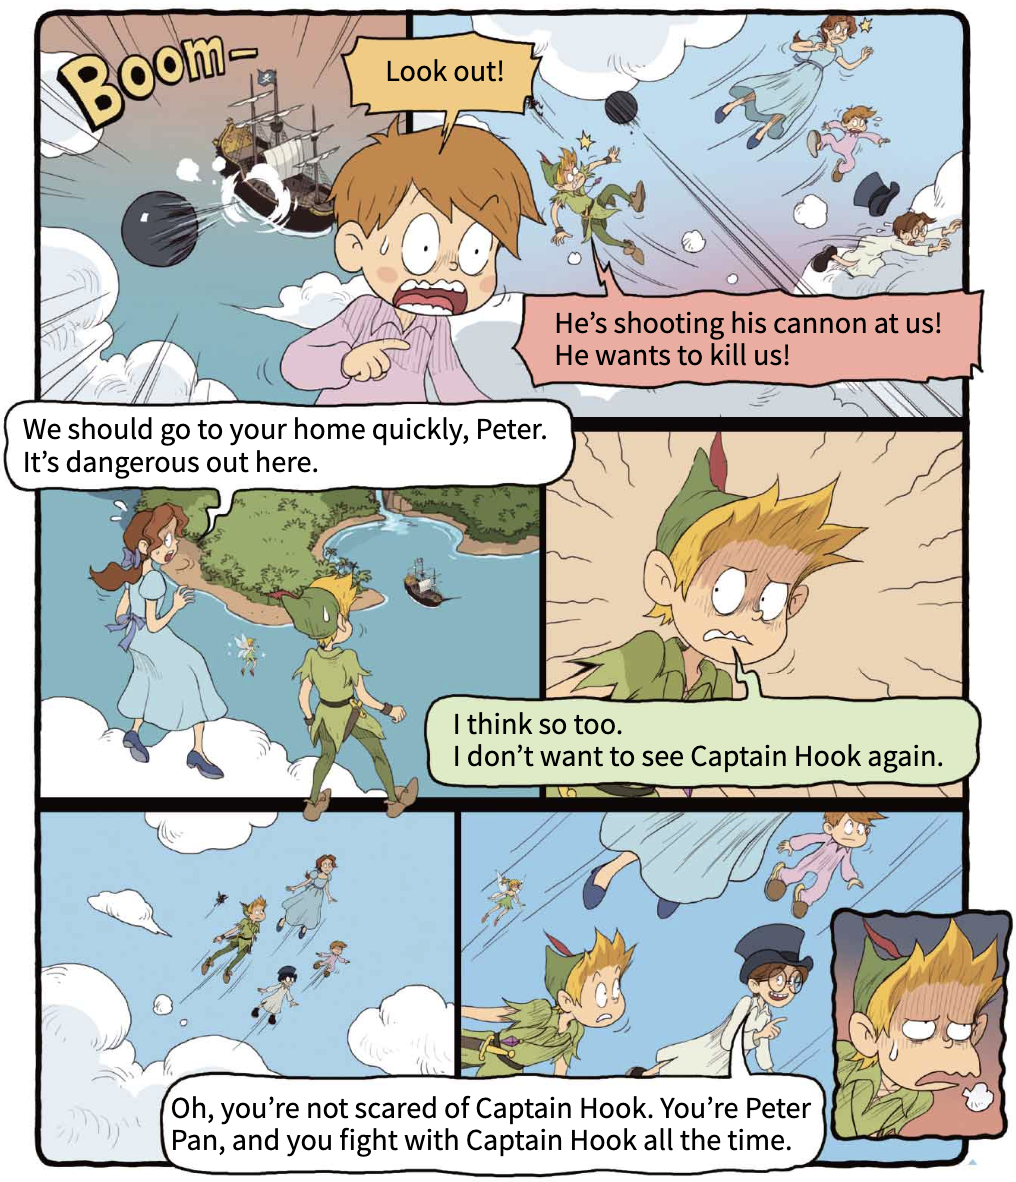 BOOM–
Look out!
He's shooting his cannon at us!
He wants to kill us!
We should go to your home quickly, Peter.
It's dangerous out here.
I think so too.
I don't want to see Captain Hook again.
Oh, you're not scared of Captain Hook. You're Peter
Pan, and you fight with Captain Hook all the time.